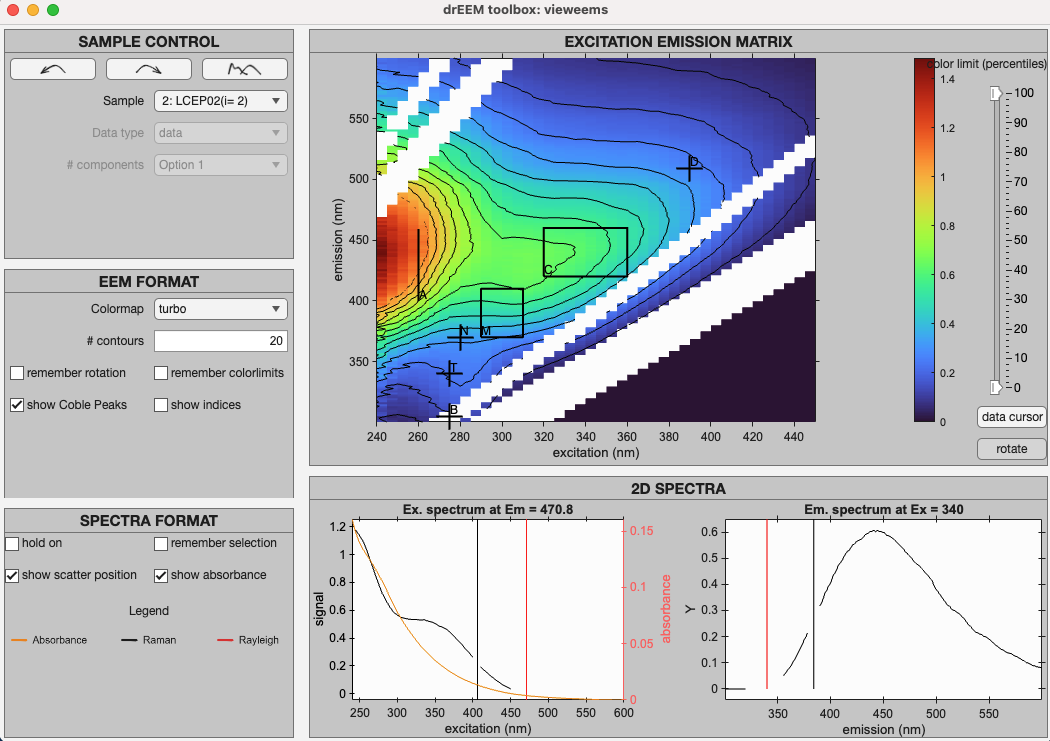 drEEM toolbox: vieweems
SAMPLE CONTROL
Sample 2: LCEP02(i= 2)
Data type data
# components Option 1
EEM FORMAT
Colormap turbo
# contours 20
remember rotation remember colorlimits
show Coble Peaks show indices
SPECTRA FORMAT
hold on remember selection
show scatter position show absorbance
Legend
Absorbance Raman Rayleigh
EXCITATION EMISSION MATRIX
emission (nm)
550
500
450
400
350
D
C
A
N M
T
B
240 260 280 300 320 340 360 380 400 420 440
excitation (nm)
1.4
1.2
1
0.8
0.6
0.4
0.2
0
color limit (percentiles)
100
90
80
70
60
50
40
30
20
10
0
data cursor
rotate
2D SPECTRA
Ex. spectrum at Em = 470.8
signal
1.2
1
0.8
0.6
0.4
0.2
0
0.15
0.1
0.05
0
absorbance
250 300 350 400 450 500 550 600
excitation (nm)
Em. spectrum at Ex = 340
Y
0.6
0.5
0.4
0.3
0.2
0.1
0
350 400 450 500 550
emission (nm)